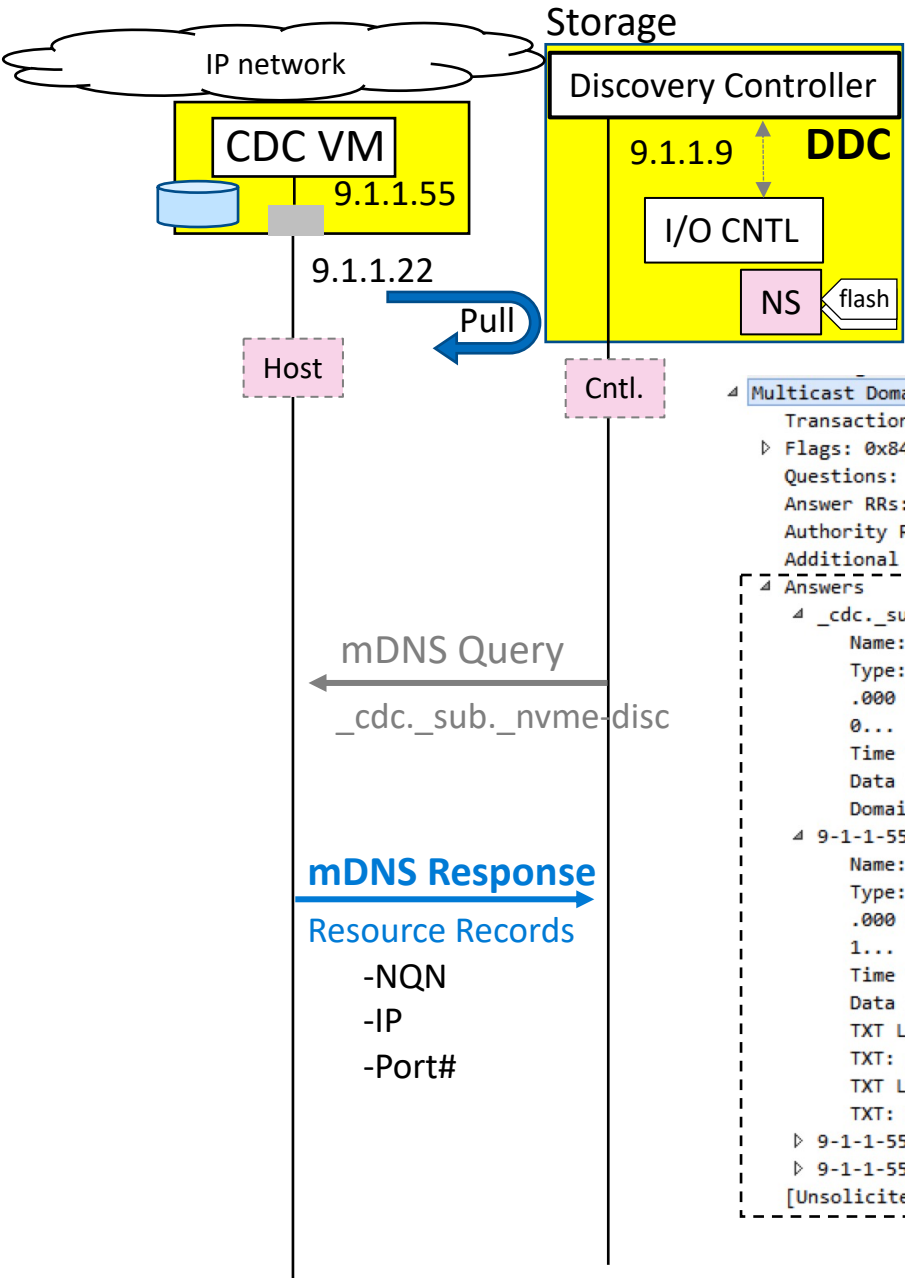 Storage
IP network
Discovery Controller
DDC
9.1.1.9
CDC VM
9.1.1.55
I/O CNTL
9.1.1.22
NS
flash
Pull
Host
Cntl.
Multicast Doma
Transaction
Flags: 0x84
Questions:
Answer RRs:
Authority R
Additional
Answers
_cdc._su
Name:
Type:
.000
0...
Time
Data
Domai
9-1-1-55
Name:
Type:
.000
1...
Time
Data
TXT L
TXT:
TXT L
TXT:
9-1-1-55
9-1-1-55
[Unsolicite
mDNS Query
_cdc._sub._nvme-disc
mDNS Response
Resource Records
-NQN
-IP
-Port#